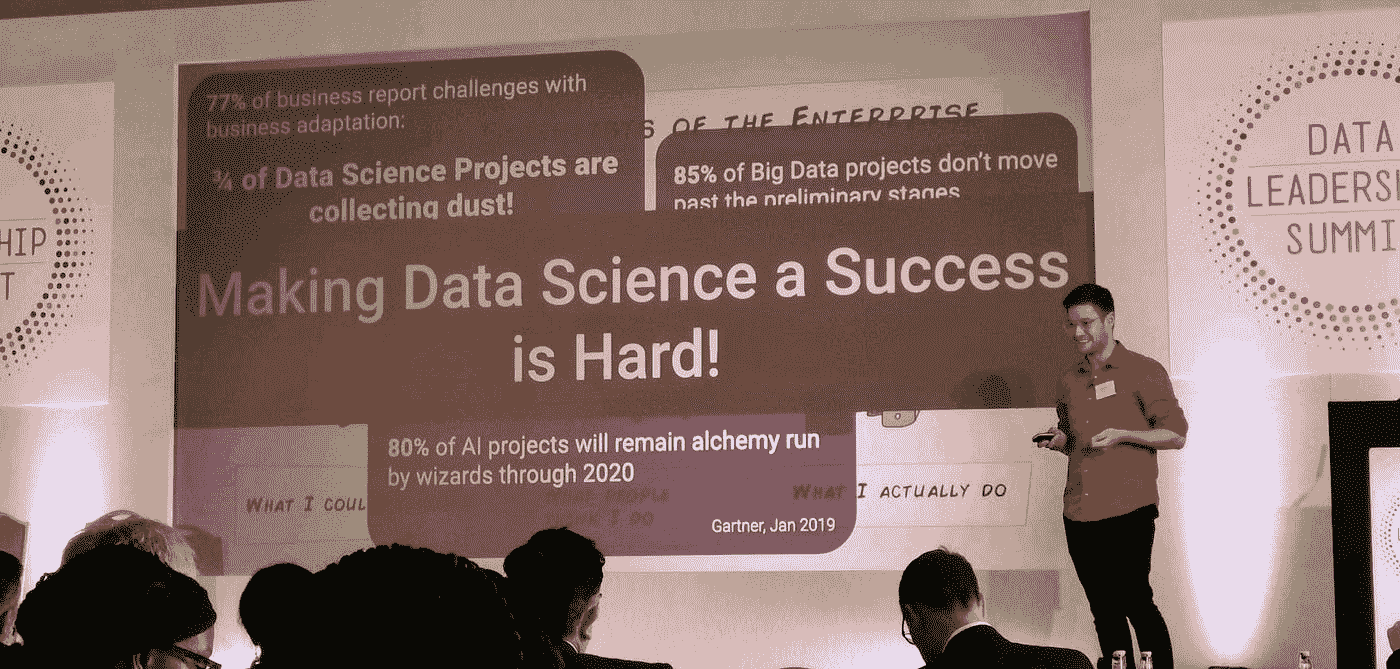 77% of business report challenges with
business adaptation:
¾ of Data Science Projects are
collecting dust!
OF THE ENTERPRISE
85% of Big Data projects don't move
past the preliminary stages
Making Data Science a Success
is Hard!
80% of AI projects will remain alchemy run
by wizards through 2020
Gartner, Jan 2019
WHAT I COUL
WHAT PEOPLE
THINK I DO
WHAT I ACTUALLY DO
HIP
T
DATA
LEADERSH
SUMMI